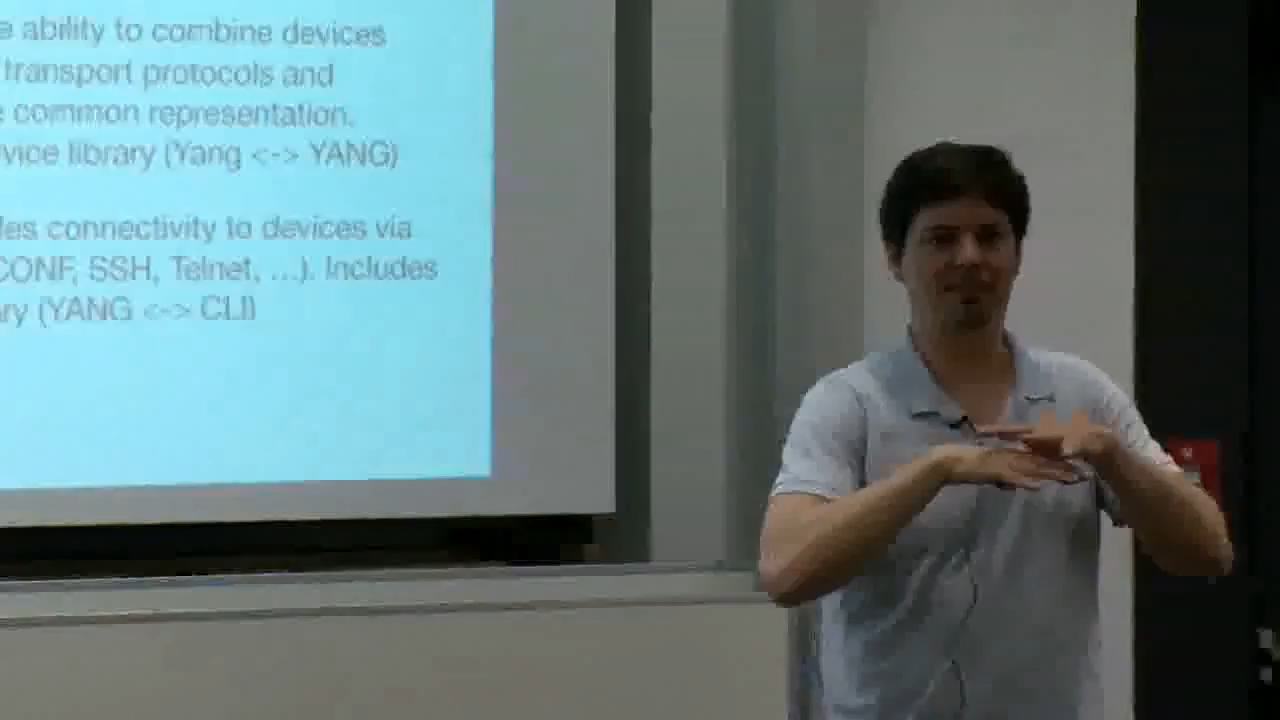 ability to combine devices
transport protocols and
common representation.
vice library (Yang <-> YANG)
les connectivity to devices via
CONF, SSH, Telnet, ...). Includes
ry (YANG <-> CLI)